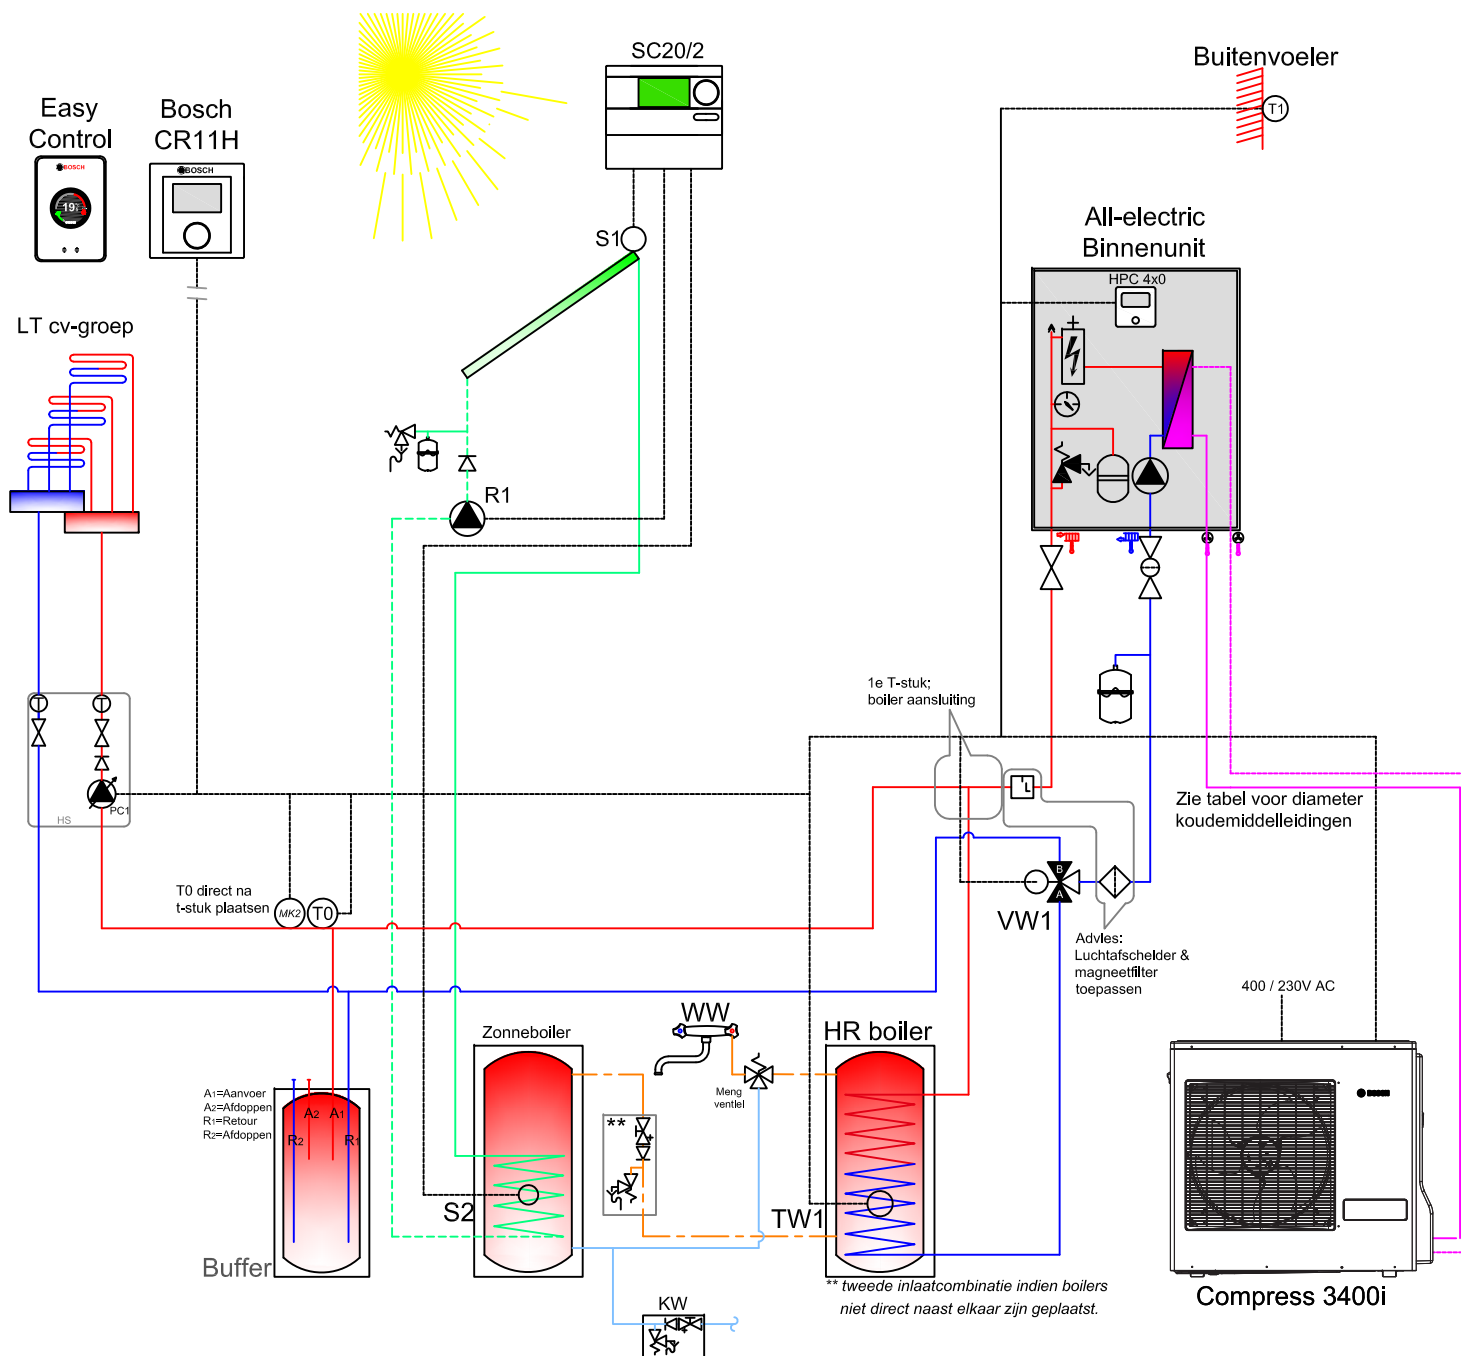 SC20/2
Buitenvoeler
T1
Easy
Control
Bosch
CR11H
BOSCH
19
BOSCH
S1
All-electric
Binnenunit
HPC 4x0
LT cv-groep
R1
1e T-stuk;
boiler aansluiting
T
T
PC1
HS
L
Zie tabel voor diameter
koudemiddelleidingen
T0 direct na
t-stuk plaatsen
MK2
T0
B
A
VW1
Advies:
Luchtafscheider &
magneetfilter
toepassen
400 / 230V AC
WW
Zonneboiler
HR boiler
Meng
ventiel
A1=Aanvoer
A2=Afdoppen
R1=Retour
R2=Afdoppen
A2
A1
R2
R1
**
BOSCH
S2
TW1
Buffer
** tweede inlaatcombinatie indien boilers
niet direct naast elkaar zijn geplaatst.
KW
Compress 3400i